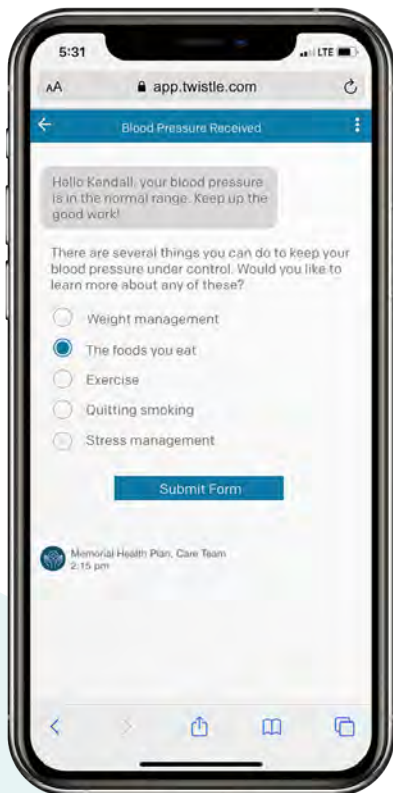 5:31
LTE
AA
app.twistle.com
Blood Pressure Received
Hello Kendall, your blood pressure
is in the normal range. Keep up the
good work!
There are several things you can do to keep your
blood pressure under control. Would you like to
learn more about any of these?
Weight management
The foods you eat
Exercise
Quitting smoking
Stress management
Submit Form
Memorial Health Plan, Care Team
2:15 pm